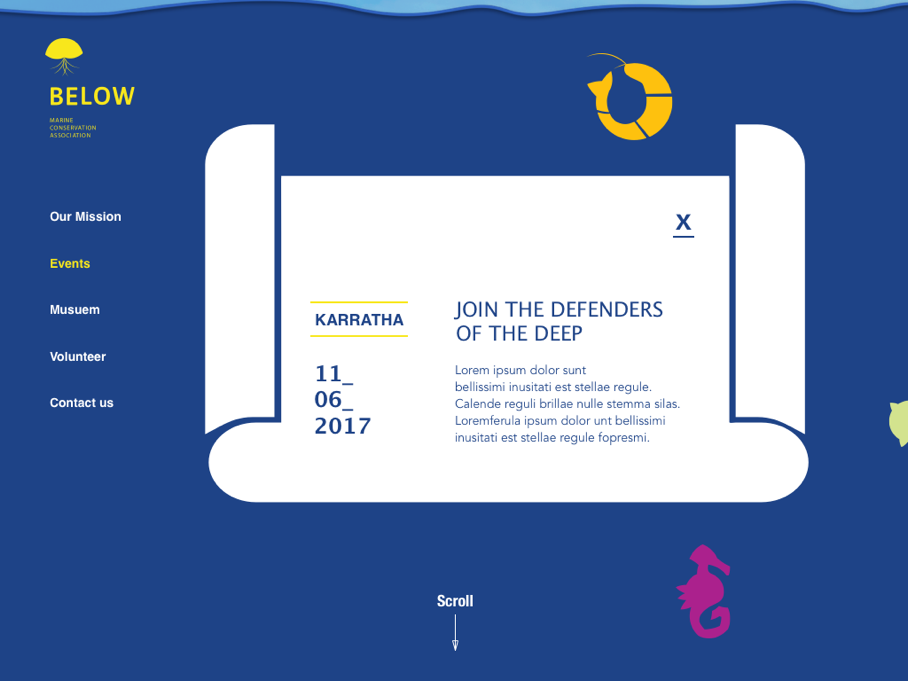 BELOW
MARINE
CONSERVATION
ASSOCIATION
Our Mission
Events
Musuem
Volunteer
Contact us
X
KARRATHA
11_
06_
2017
JOIN THE DEFENDERS
OF THE DEEP
Lorem ipsum dolor sunt
bellissimi inusitati est stellae regule.
Calende reguli brillae nulle stemma silas.
Loremferula ipsum dolor unt bellissimi
inusitati est stellae regule fopresmi.
Scroll